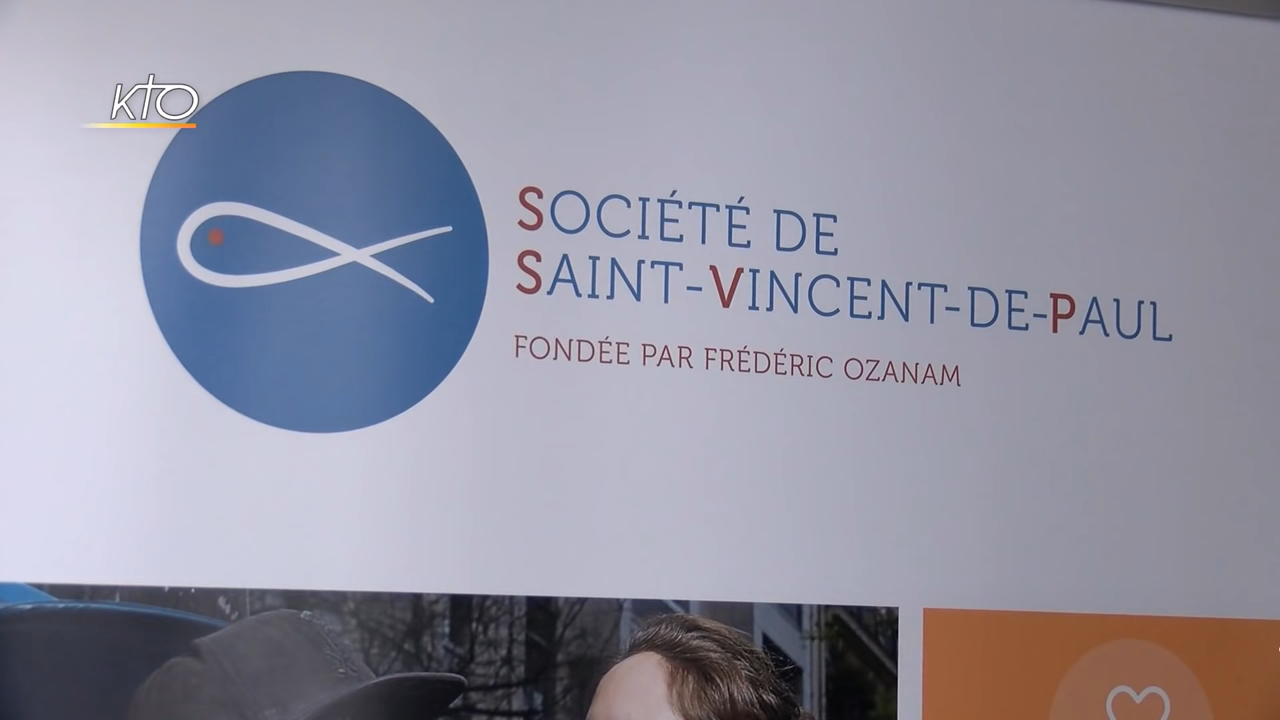 kto
SOCIÉTÉ DE
SAINT-VINCENT-DE-PAUL
FONDÉE PAR FRÉDÉRIC OZANAM